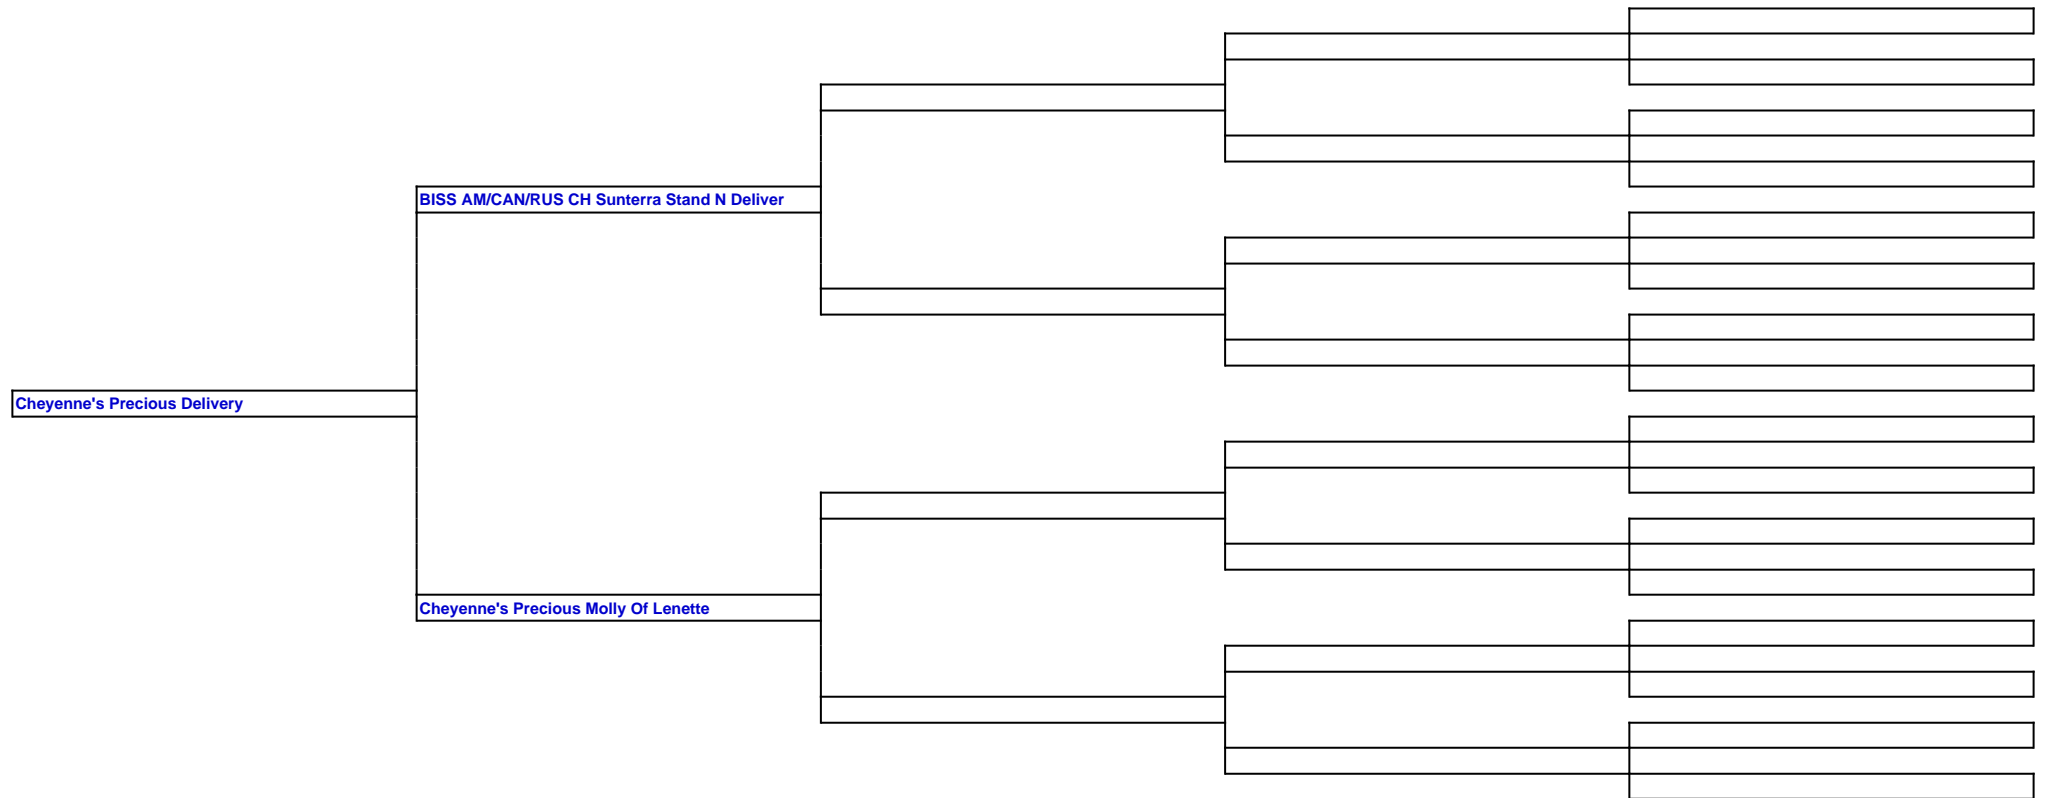 BISS AM/CAN/RUS CH Sunterra Stand N Deliver
Cheyenne's Precious Delivery
Cheyenne's Precious Molly Of Lenette